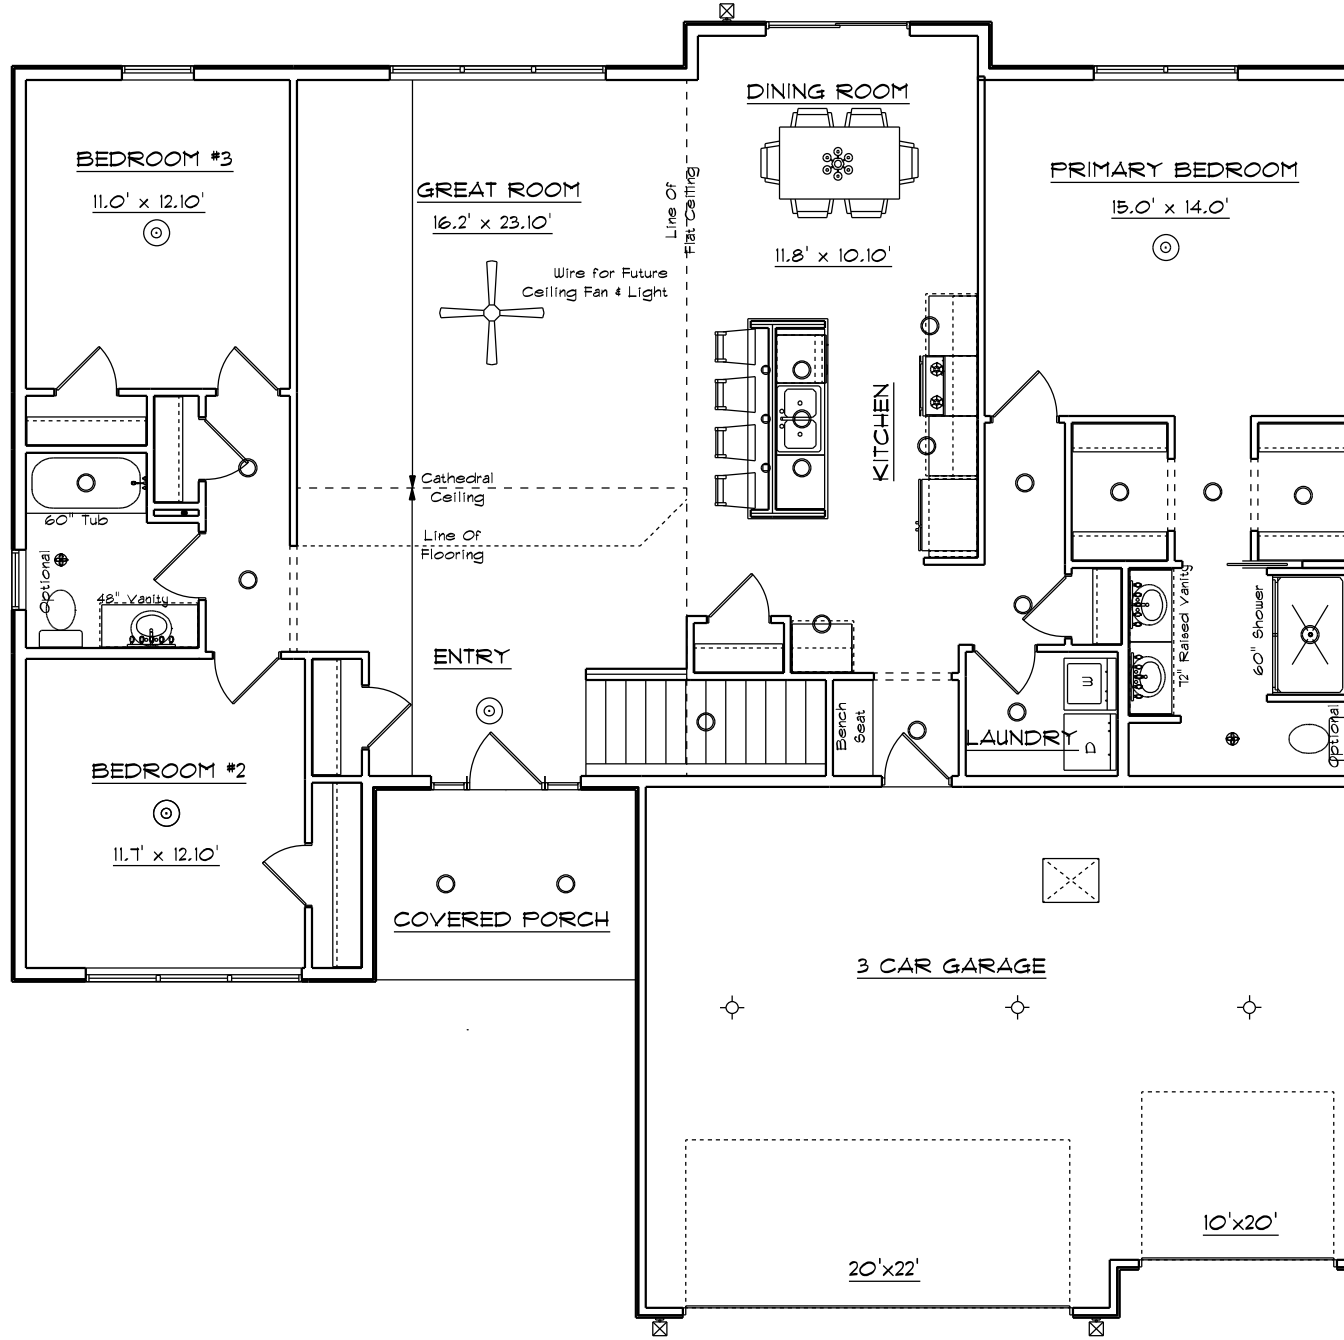 DINING ROOM
11.8' x 10.10'
BEDROOM #3
11.0' x 12.10'
GREAT ROOM
16.2' x 23.10'
Wire for Future
Ceiling Fan & Light
Line Of
Flat Ceiling
PRIMARY BEDROOM
15.0' x 14.0'
KITCHEN
Cathedral
Ceiling
Line Of
Flooring
60" Tub
Optional
48" Vanity
ENTRY
72" Raised Vanity
60" Shower
Optional
W
D
LAUNDRY
Bench
Seat
BEDROOM #2
11.7' x 12.10'
COVERED PORCH
3 CAR GARAGE
10'x20'
20'x22'